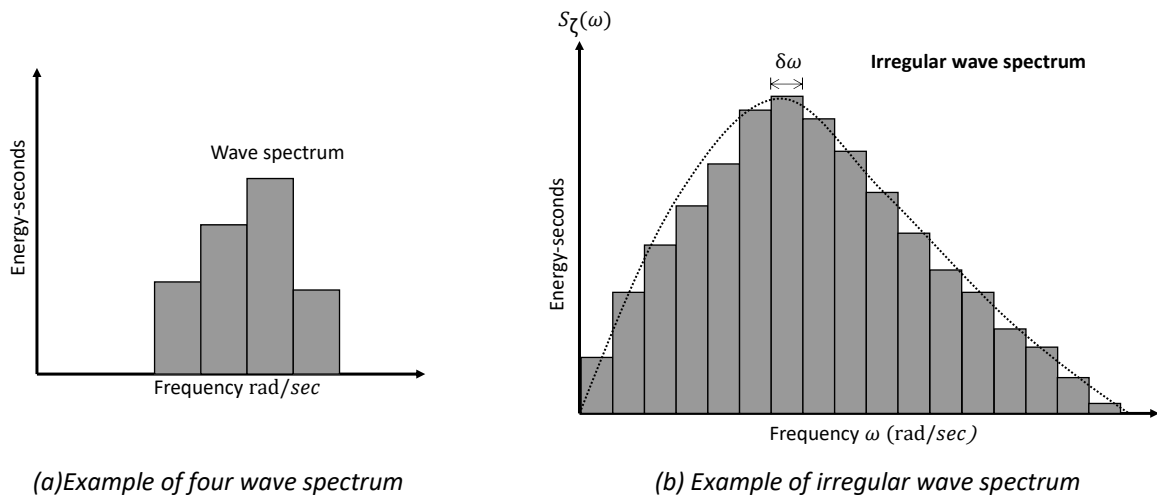 Energy-seconds
Wave spectrum
Frequency rad/sec
(a)Example of four wave spectrum
S_ζ(ω)
Energy-seconds
δω
Irregular wave spectrum
Frequency ω (rad/sec)
(b) Example of irregular wave spectrum